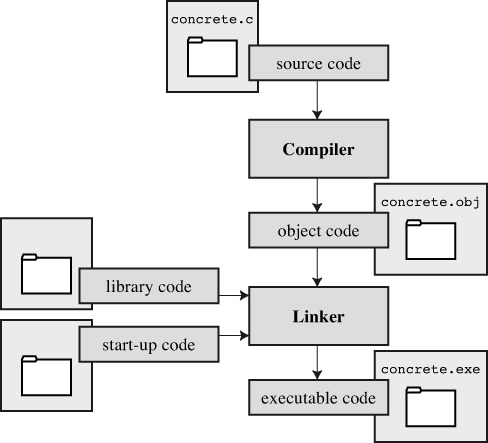 concrete.c
source code
Compiler
concrete.obj
object code
library code
Linker
start-up code
concrete.exe
executable code